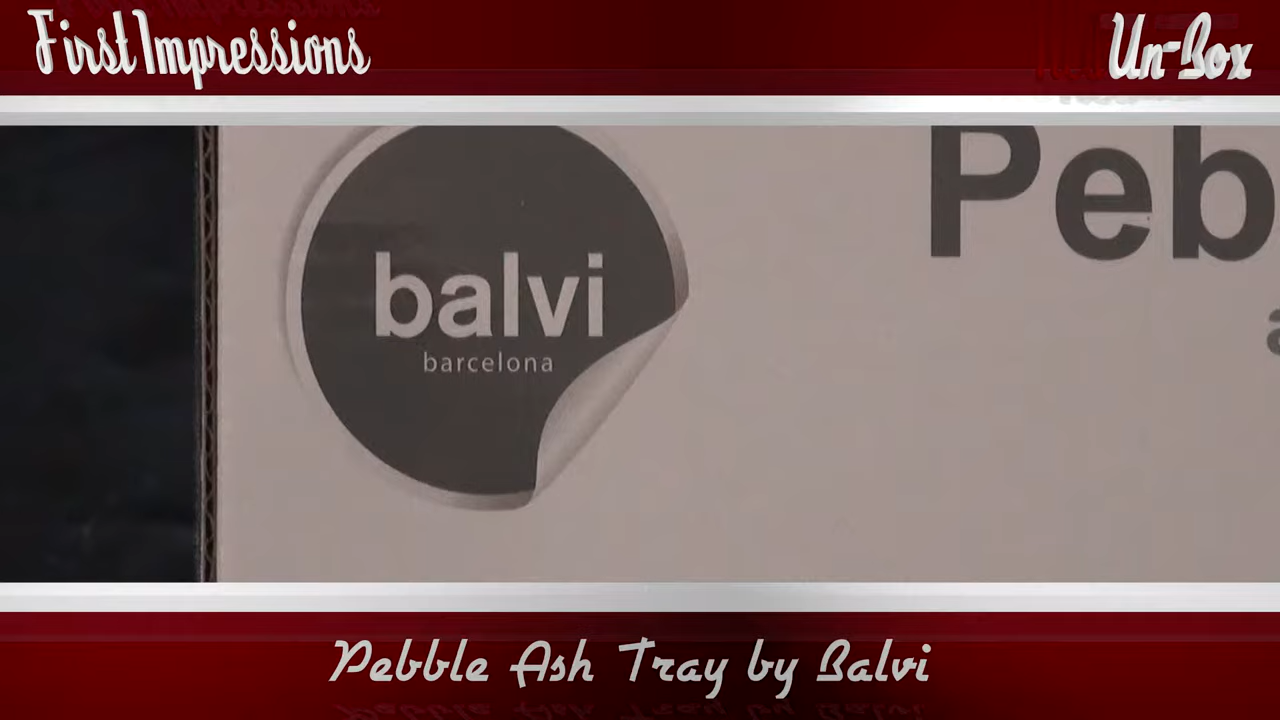 First Impressions
Un-Box
balvi
barcelona
Peb
a
Pebble Ash Tray by Balvi